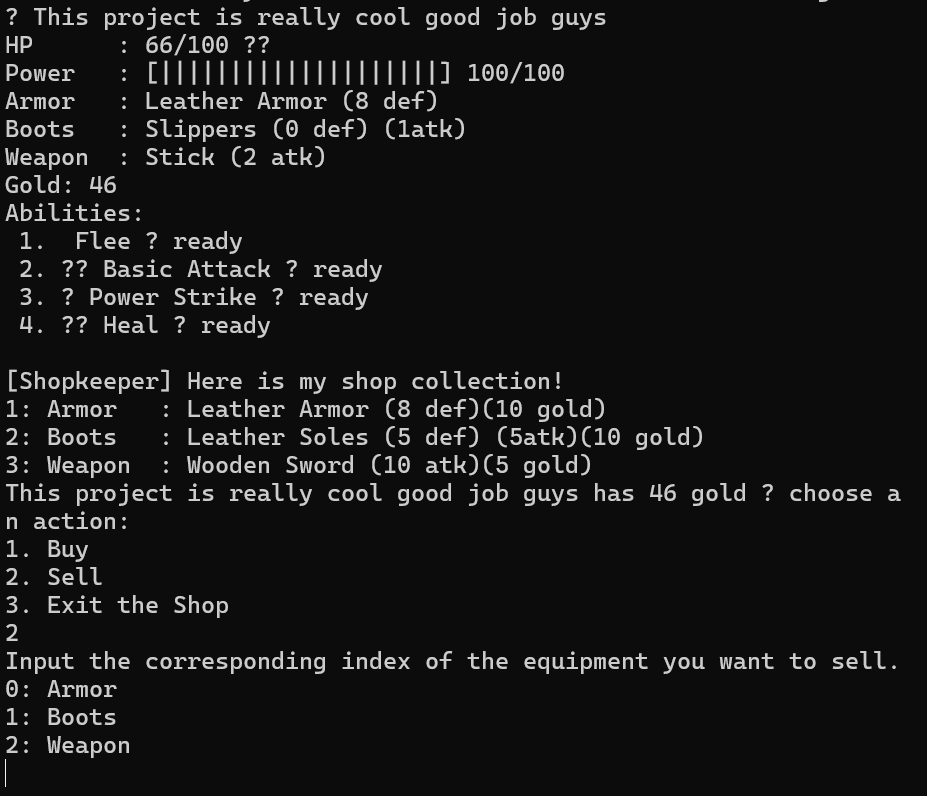 ? This project is really cool good job guys
HP      : 66/100 ??
Power   : [||||||||||||||||||||] 100/100
Armor   : Leather Armor (8 def)
Boots   : Slippers (0 def) (1atk)
Weapon  : Stick (2 atk)
Gold: 46
Abilities:
 1.  Flee ? ready
 2. ?? Basic Attack ? ready
 3. ? Power Strike ? ready
 4. ?? Heal ? ready

[Shopkeeper] Here is my shop collection!
1: Armor   : Leather Armor (8 def)(10 gold)
2: Boots   : Leather Soles (5 def) (5atk)(10 gold)
3: Weapon  : Wooden Sword (10 atk)(5 gold)
This project is really cool good job guys has 46 gold ? choose a
n action:
1. Buy
2. Sell
3. Exit the Shop
2
Input the corresponding index of the equipment you want to sell.
0: Armor
1: Boots
2: Weapon